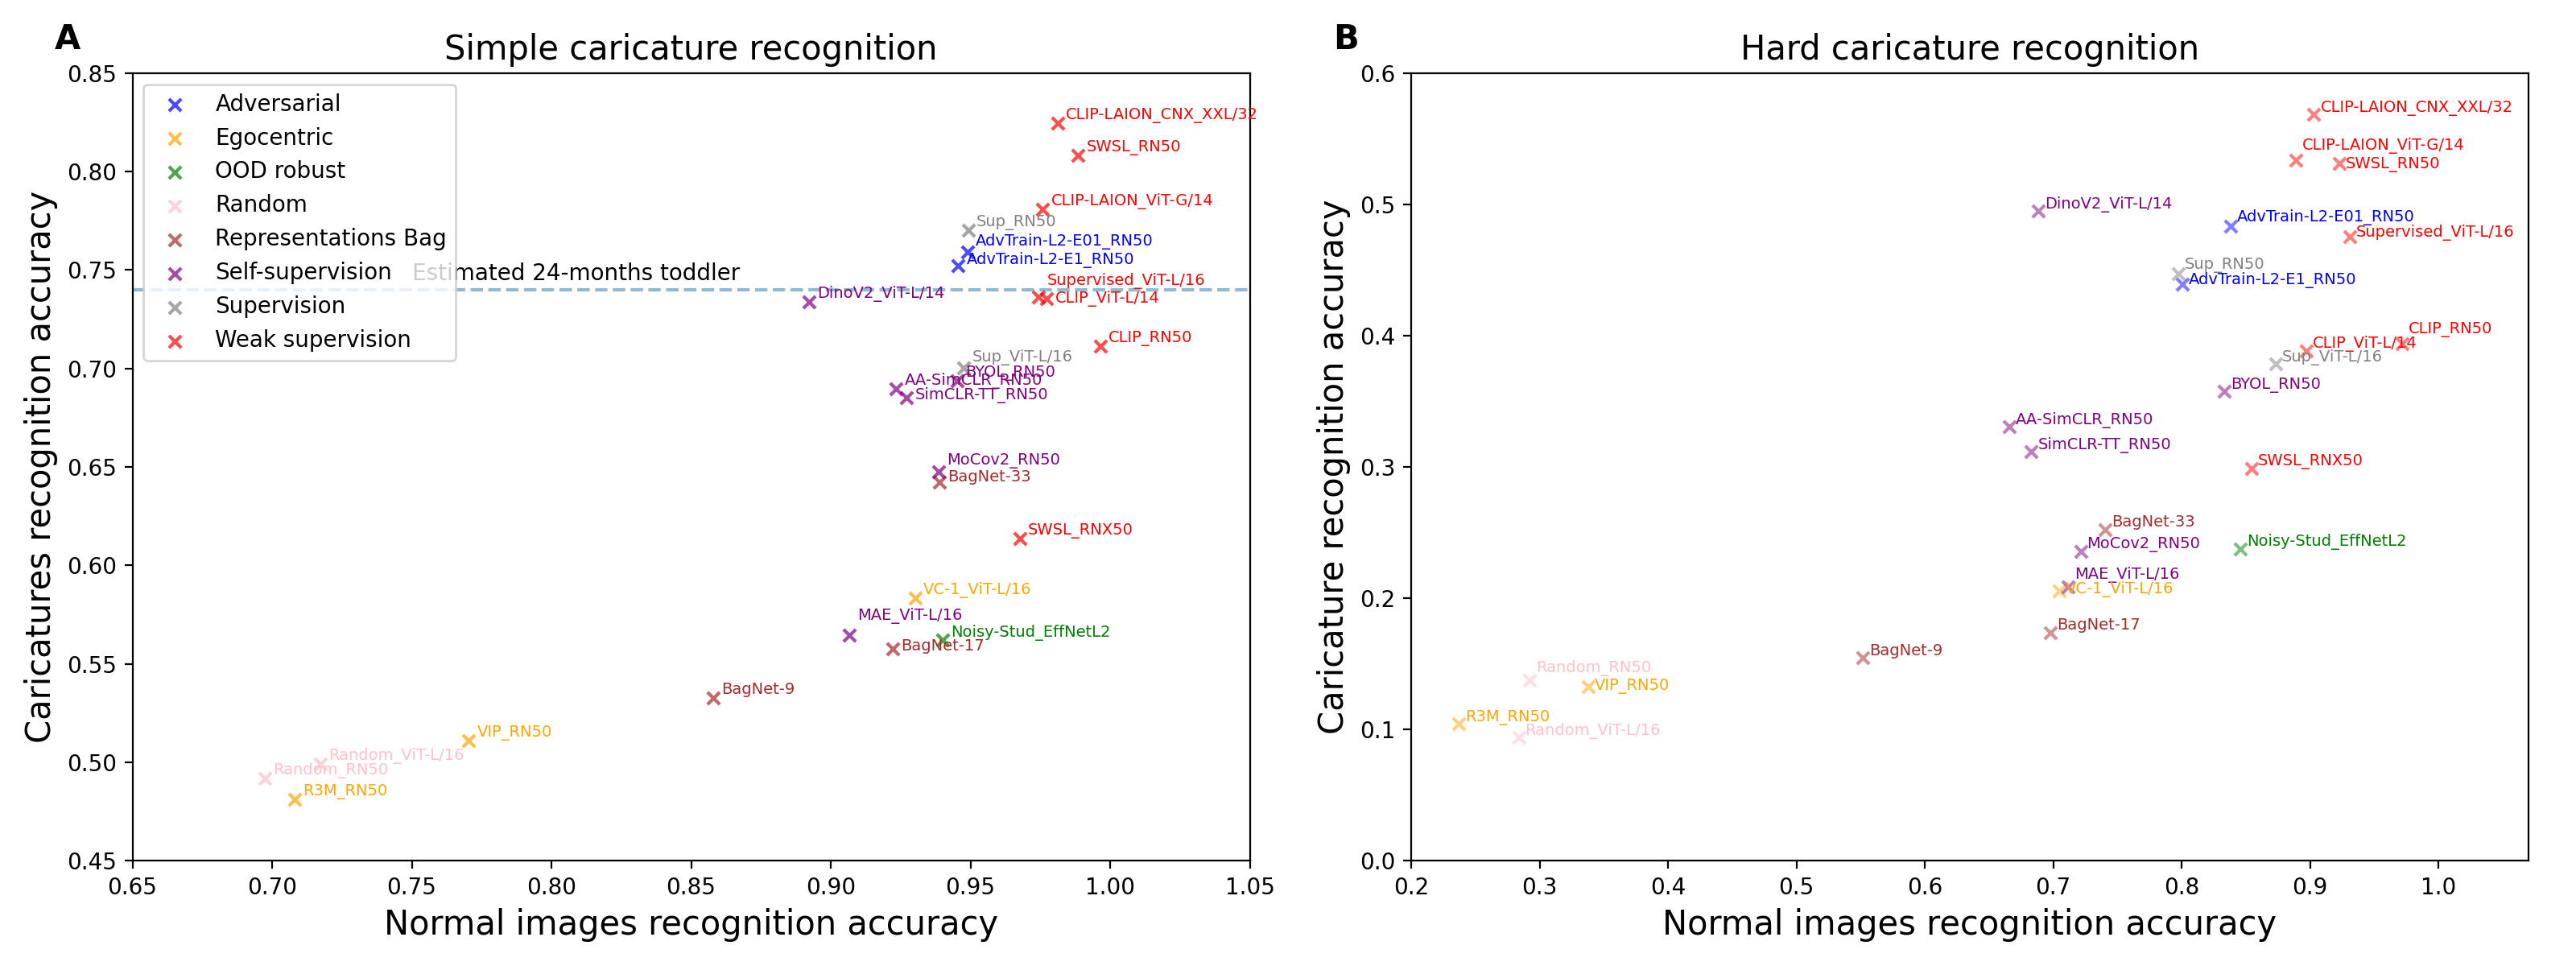 A
Simple caricature recognition
Caricatures recognition accuracy
0.85
0.80
0.75
0.70
0.65
0.60
0.55
0.50
0.45
Adversarial
Egocentric
OOD robust
Random
Representations Bag
Self-supervision
Supervision
Weak supervision
Estimated 24-months toddler
CLIP-LAION_CNX_XXL/32
SWSL_RN50
CLIP-LAION_ViT-G/14
Sup_RN50
AdvTrain-L2-E01_RN50
AdvTrain-L2-E1_RN50
Supervised_ViT-L/16
DinoV2_ViT-L/14
CLIP_ViT-L/14
CLIP_RN50
Sup_ViT-L/16
BYOL_RN50
AA-SimCLR_RN50
SimCLR-TT_RN50
MoCov2_RN50
BagNet-33
SWSL_RNX50
VC-1_ViT-L/16
MAE_ViT-L/16
Noisy-Stud_EffNetL2
BagNet-17
BagNet-9
VIP_RN50
Random_ViT-L/16
Random_RN50
R3M_RN50
0.65 0.70 0.75 0.80 0.85 0.90 0.95 1.00 1.05
Normal images recognition accuracy
B
Hard caricature recognition
Caricature recognition accuracy
0.6
0.5
0.4
0.3
0.2
0.1
0.0
CLIP-LAION_CNX_XXL/32
CLIP-LAION_ViT-G/14
SWSL_RN50
DinoV2_ViT-L/14
AdvTrain-L2-E01_RN50
Supervised_ViT-L/16
Sup_RN50
AdvTrain-L2-E1_RN50
CLIP_RN50
CLIP_ViT-L/14
Sup_ViT-L/16
BYOL_RN50
AA-SimCLR_RN50
SimCLR-TT_RN50
SWSL_RNX50
BagNet-33
Noisy-Stud_EffNetL2
MoCov2_RN50
MAE_ViT-L/16
VC-1_ViT-L/16
BagNet-17
BagNet-9
Random_RN50
VIP_RN50
R3M_RN50
Random_ViT-L/16
0.2 0.3 0.4 0.5 0.6 0.7 0.8 0.9 1.0
Normal images recognition accuracy